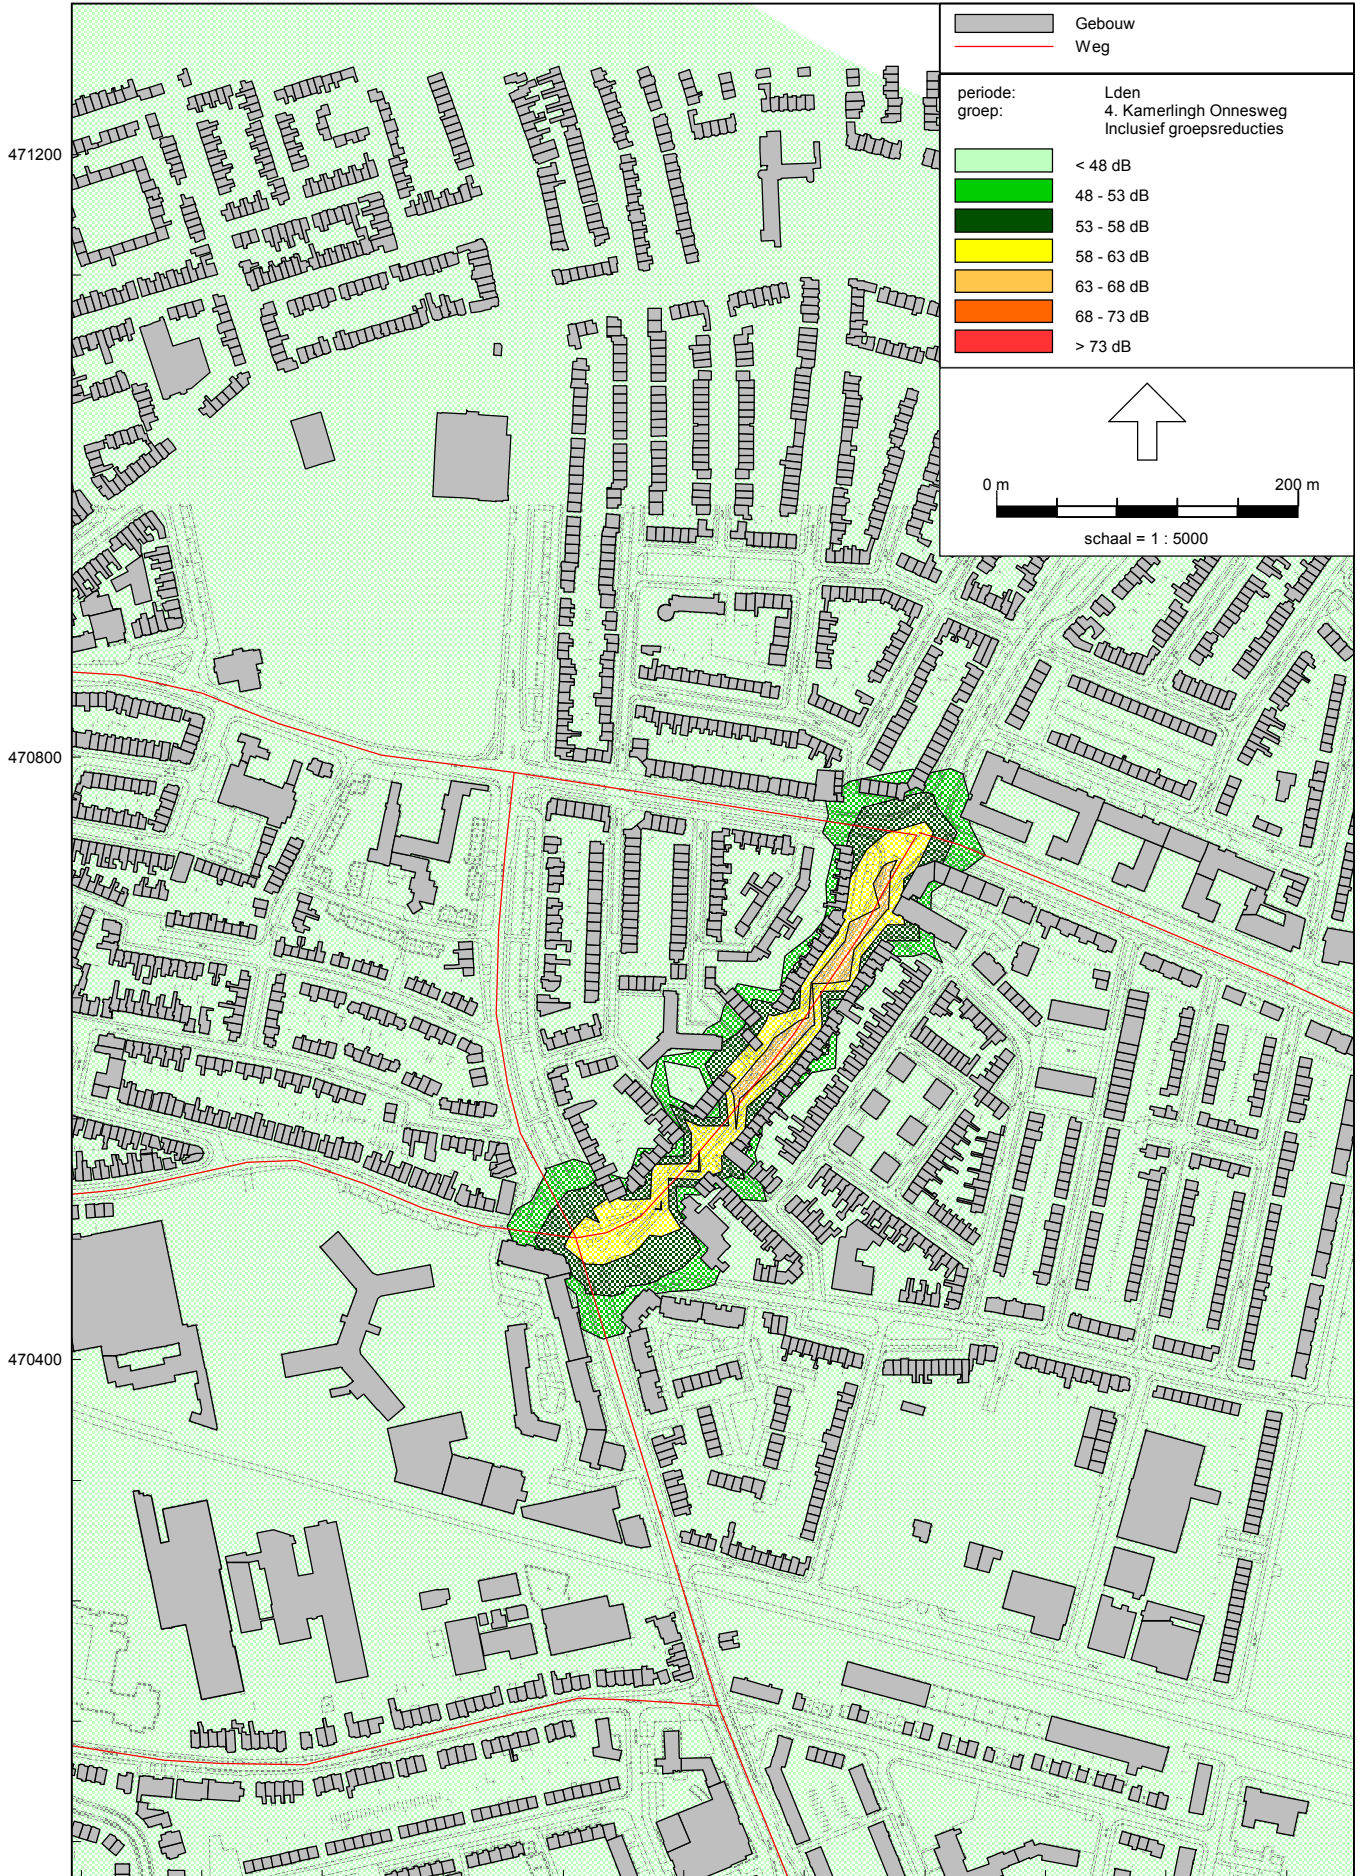 Gebouw
Weg
periode: Lden
groep: 4. Kamerlingh Onnesweg
Inclusief groepsreducties
< 48 dB
48 - 53 dB
53 - 58 dB
58 - 63 dB
63 - 68 dB
68 - 73 dB
> 73 dB
0 m 200 m
schaal = 1 : 5000
471200
470800
470400